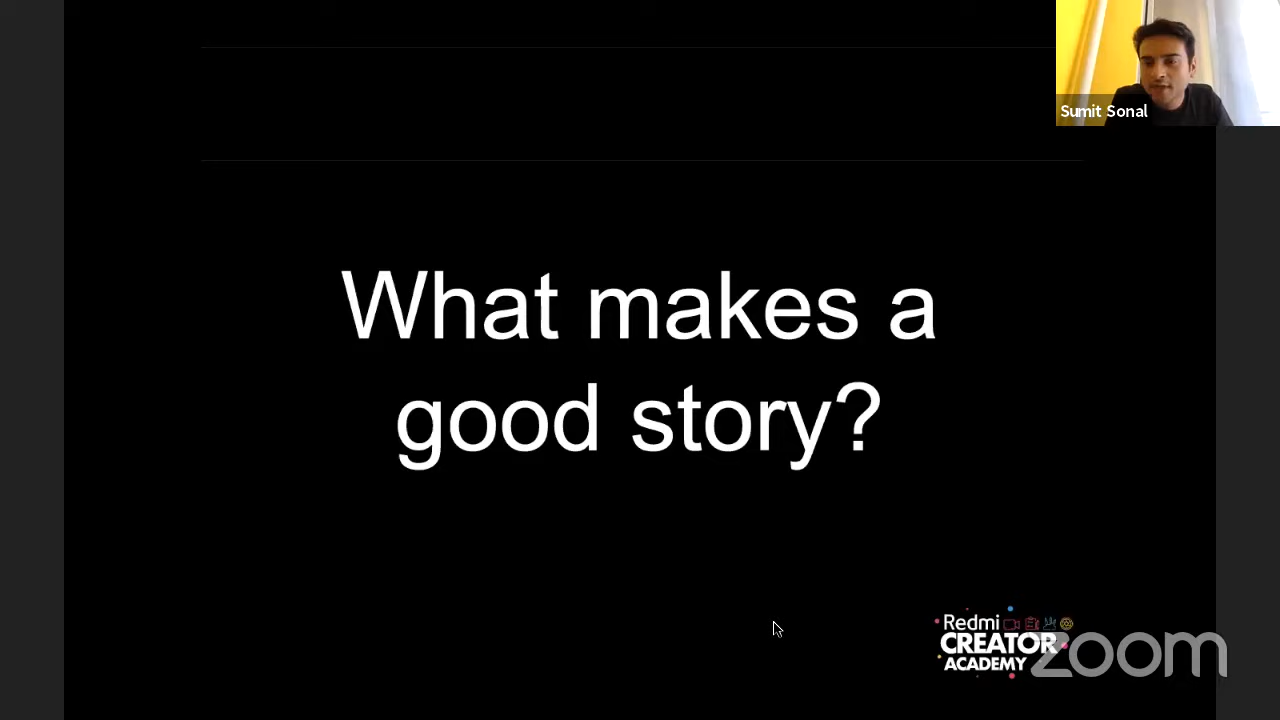 Sumit Sonal
What makes a
good story?
Redmi
CREATOR
ACADEMY
zoom